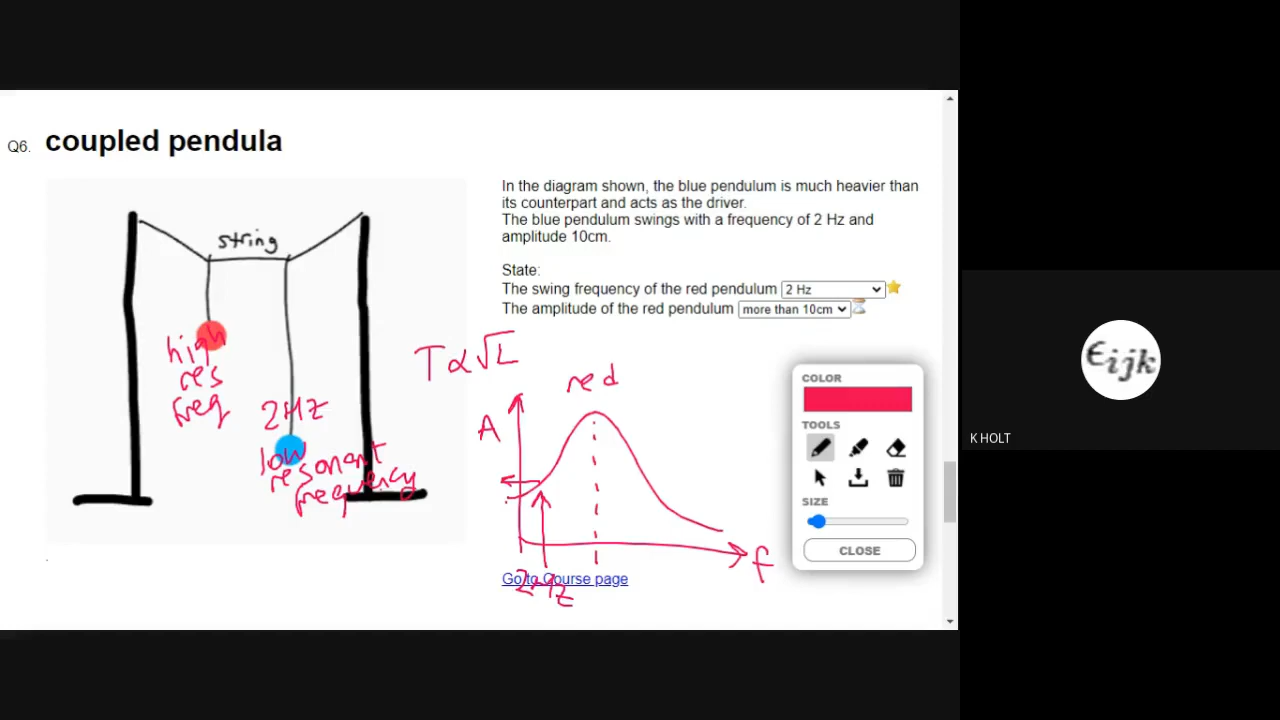 Q6. coupled pendula
In the diagram shown, the blue pendulum is much heavier than
its counterpart and acts as the driver.
The blue pendulum swings with a frequency of 2 Hz and
amplitude 10cm.
State:
The swing frequency of the red pendulum 2 Hz
The amplitude of the red pendulum more than 10cm
string
high
res
freq
2Hz
low
resonant
frequency
T∝√L
red
A
f
2Hz
Go to Course page
COLOR
TOOLS
SIZE
CLOSE
ϵijk
K HOLT